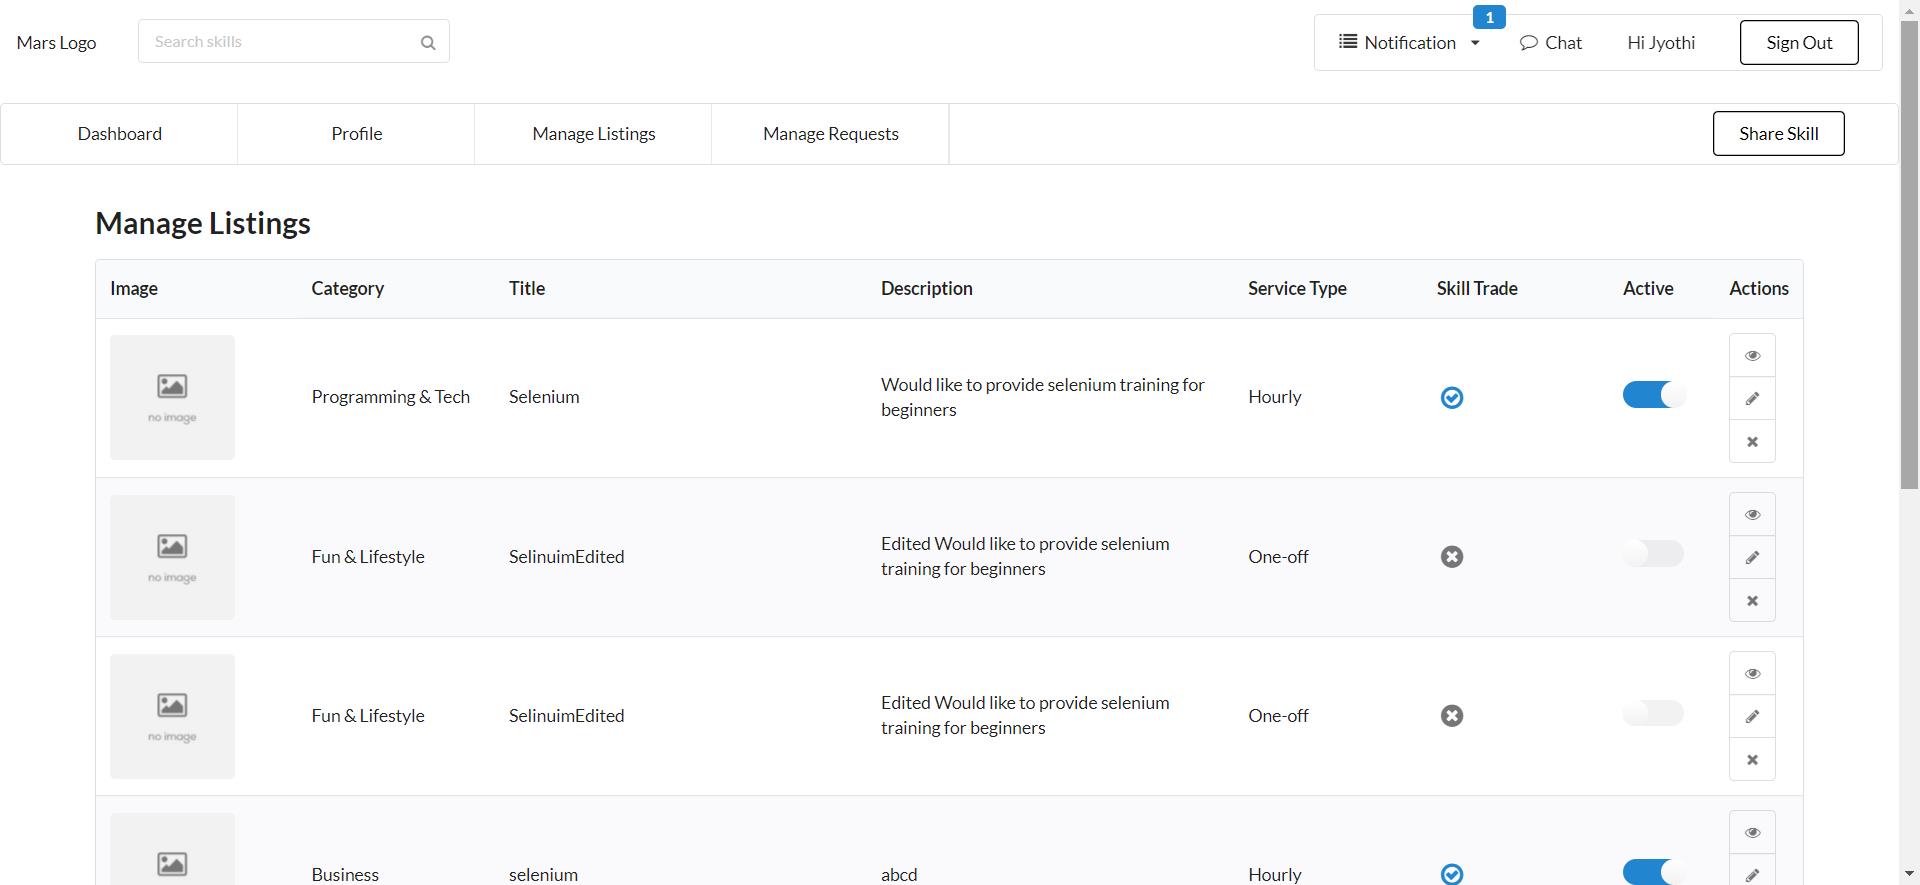 Mars Logo
Search skills
1
Notification
Chat
Hi Jyothi
Sign Out
Dashboard
Profile
Manage Listings
Manage Requests
Share Skill
Manage Listings
Image
Category
Title
Description
Service Type
Skill Trade
Active
Actions
no image
Programming & Tech
Selenium
Would like to provide selenium training for
beginners
Hourly
no image
Fun & Lifestyle
SelinuimEdited
Edited Would like to provide selenium
training for beginners
One-off
no image
Fun & Lifestyle
SelinuimEdited
Edited Would like to provide selenium
training for beginners
One-off
Business
selenium
abcd
Hourly